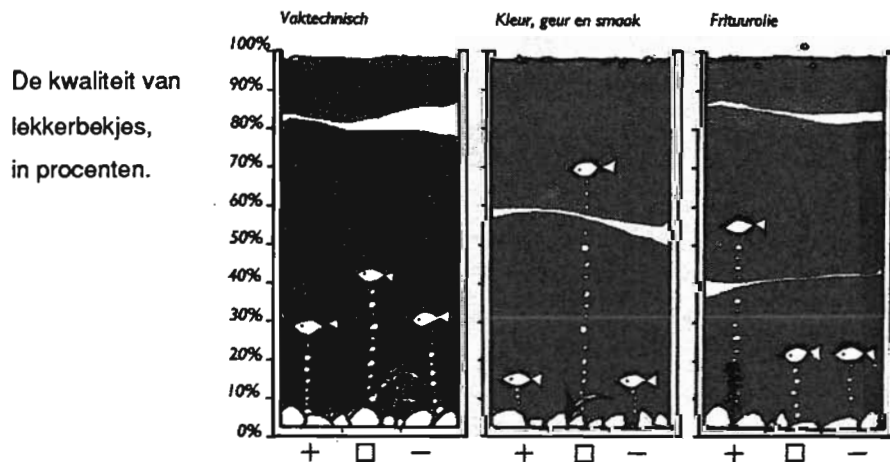 De kwaliteit van
lekkerbekjes,
in procenten.
Vaktechnisch
Kleur, geur en smaak
Frituurolie
100%
90%
80%
70%
60%
50%
40%
30%
20%
10%
0%
+ □ −
+ □ −
+ □ −